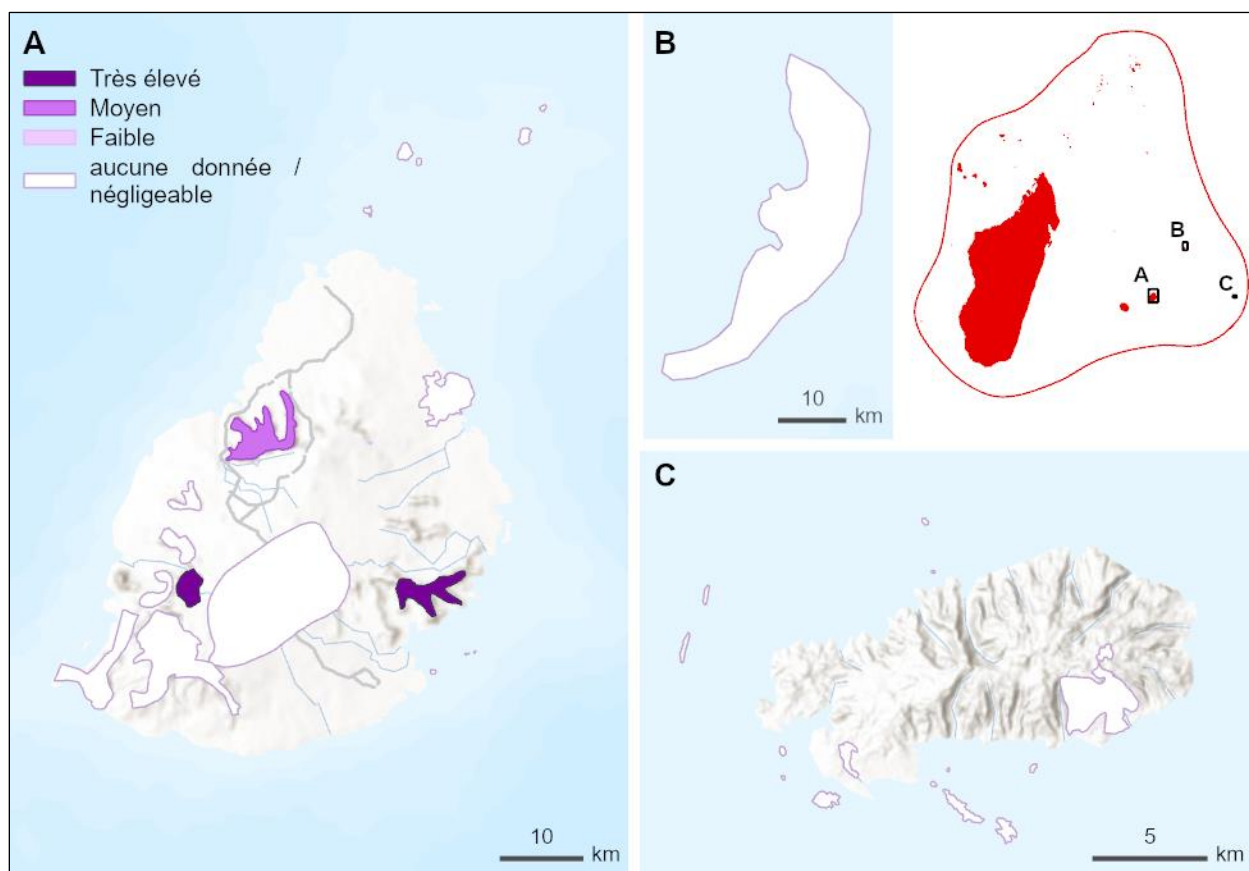 A
Très élevé
Moyen
Faible
aucune donnée /
négligeable
10
km
B
10
km
A
B
C
C
5
km